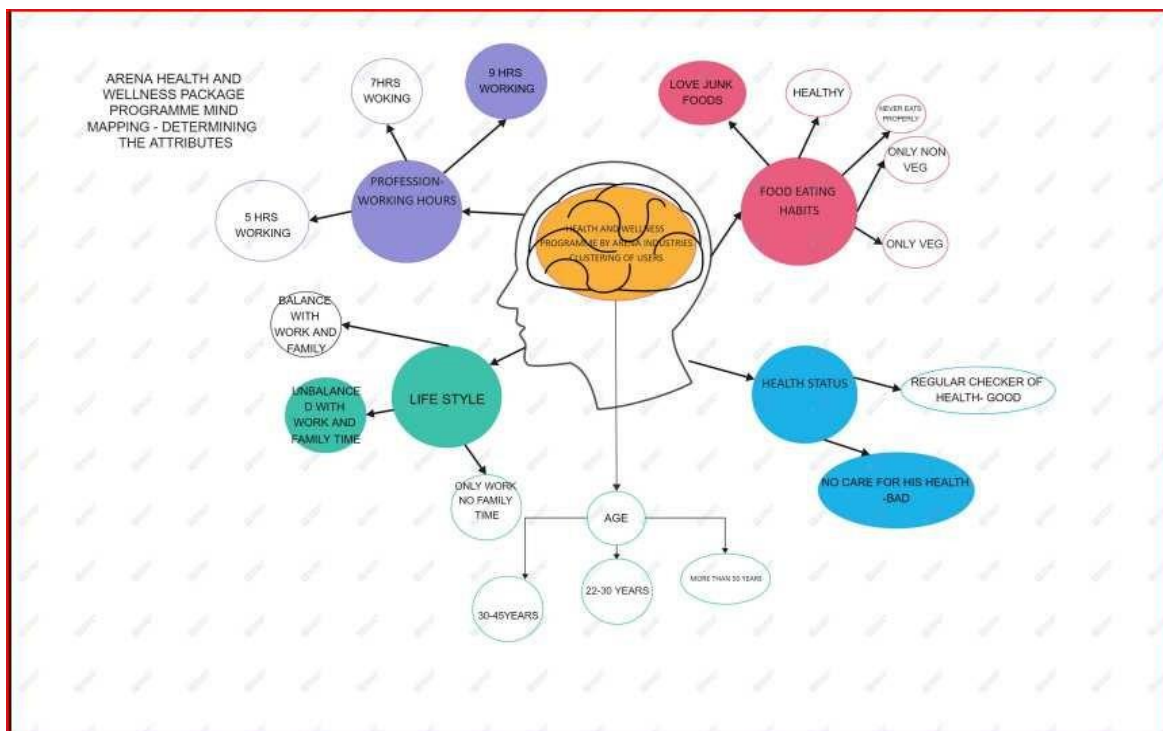 ARENA HEALTH AND
WELLNESS PACKAGE
PROGRAMME MIND
MAPPING - DETERMINING
THE ATTRIBUTES
7HRS
WOKING
9 HRS
WORKING
PROFESSION-
WORKING HOURS
5 HRS
WORKING
LOVE JUNK
FOODS
HEALTHY
NEVER EATS
PROPERLY
ONLY NON
VEG
FOOD EATING
HABITS
ONLY VEG
HEALTH AND WELLNESS
PROGRAMME BY ARENA INDUSTRIES
CLUSTERING OF USERS
BALANCE
WITH
WORK AND
FAMILY
UNBALANCE
D WITH
WORK AND
FAMILY TIME
LIFE STYLE
ONLY WORK
NO FAMILY
TIME
HEALTH STATUS
REGULAR CHECKER OF
HEALTH- GOOD
NO CARE FOR HIS HEALTH
-BAD
AGE
30-45YEARS
22-30 YEARS
MORE THAN 50 YEARS